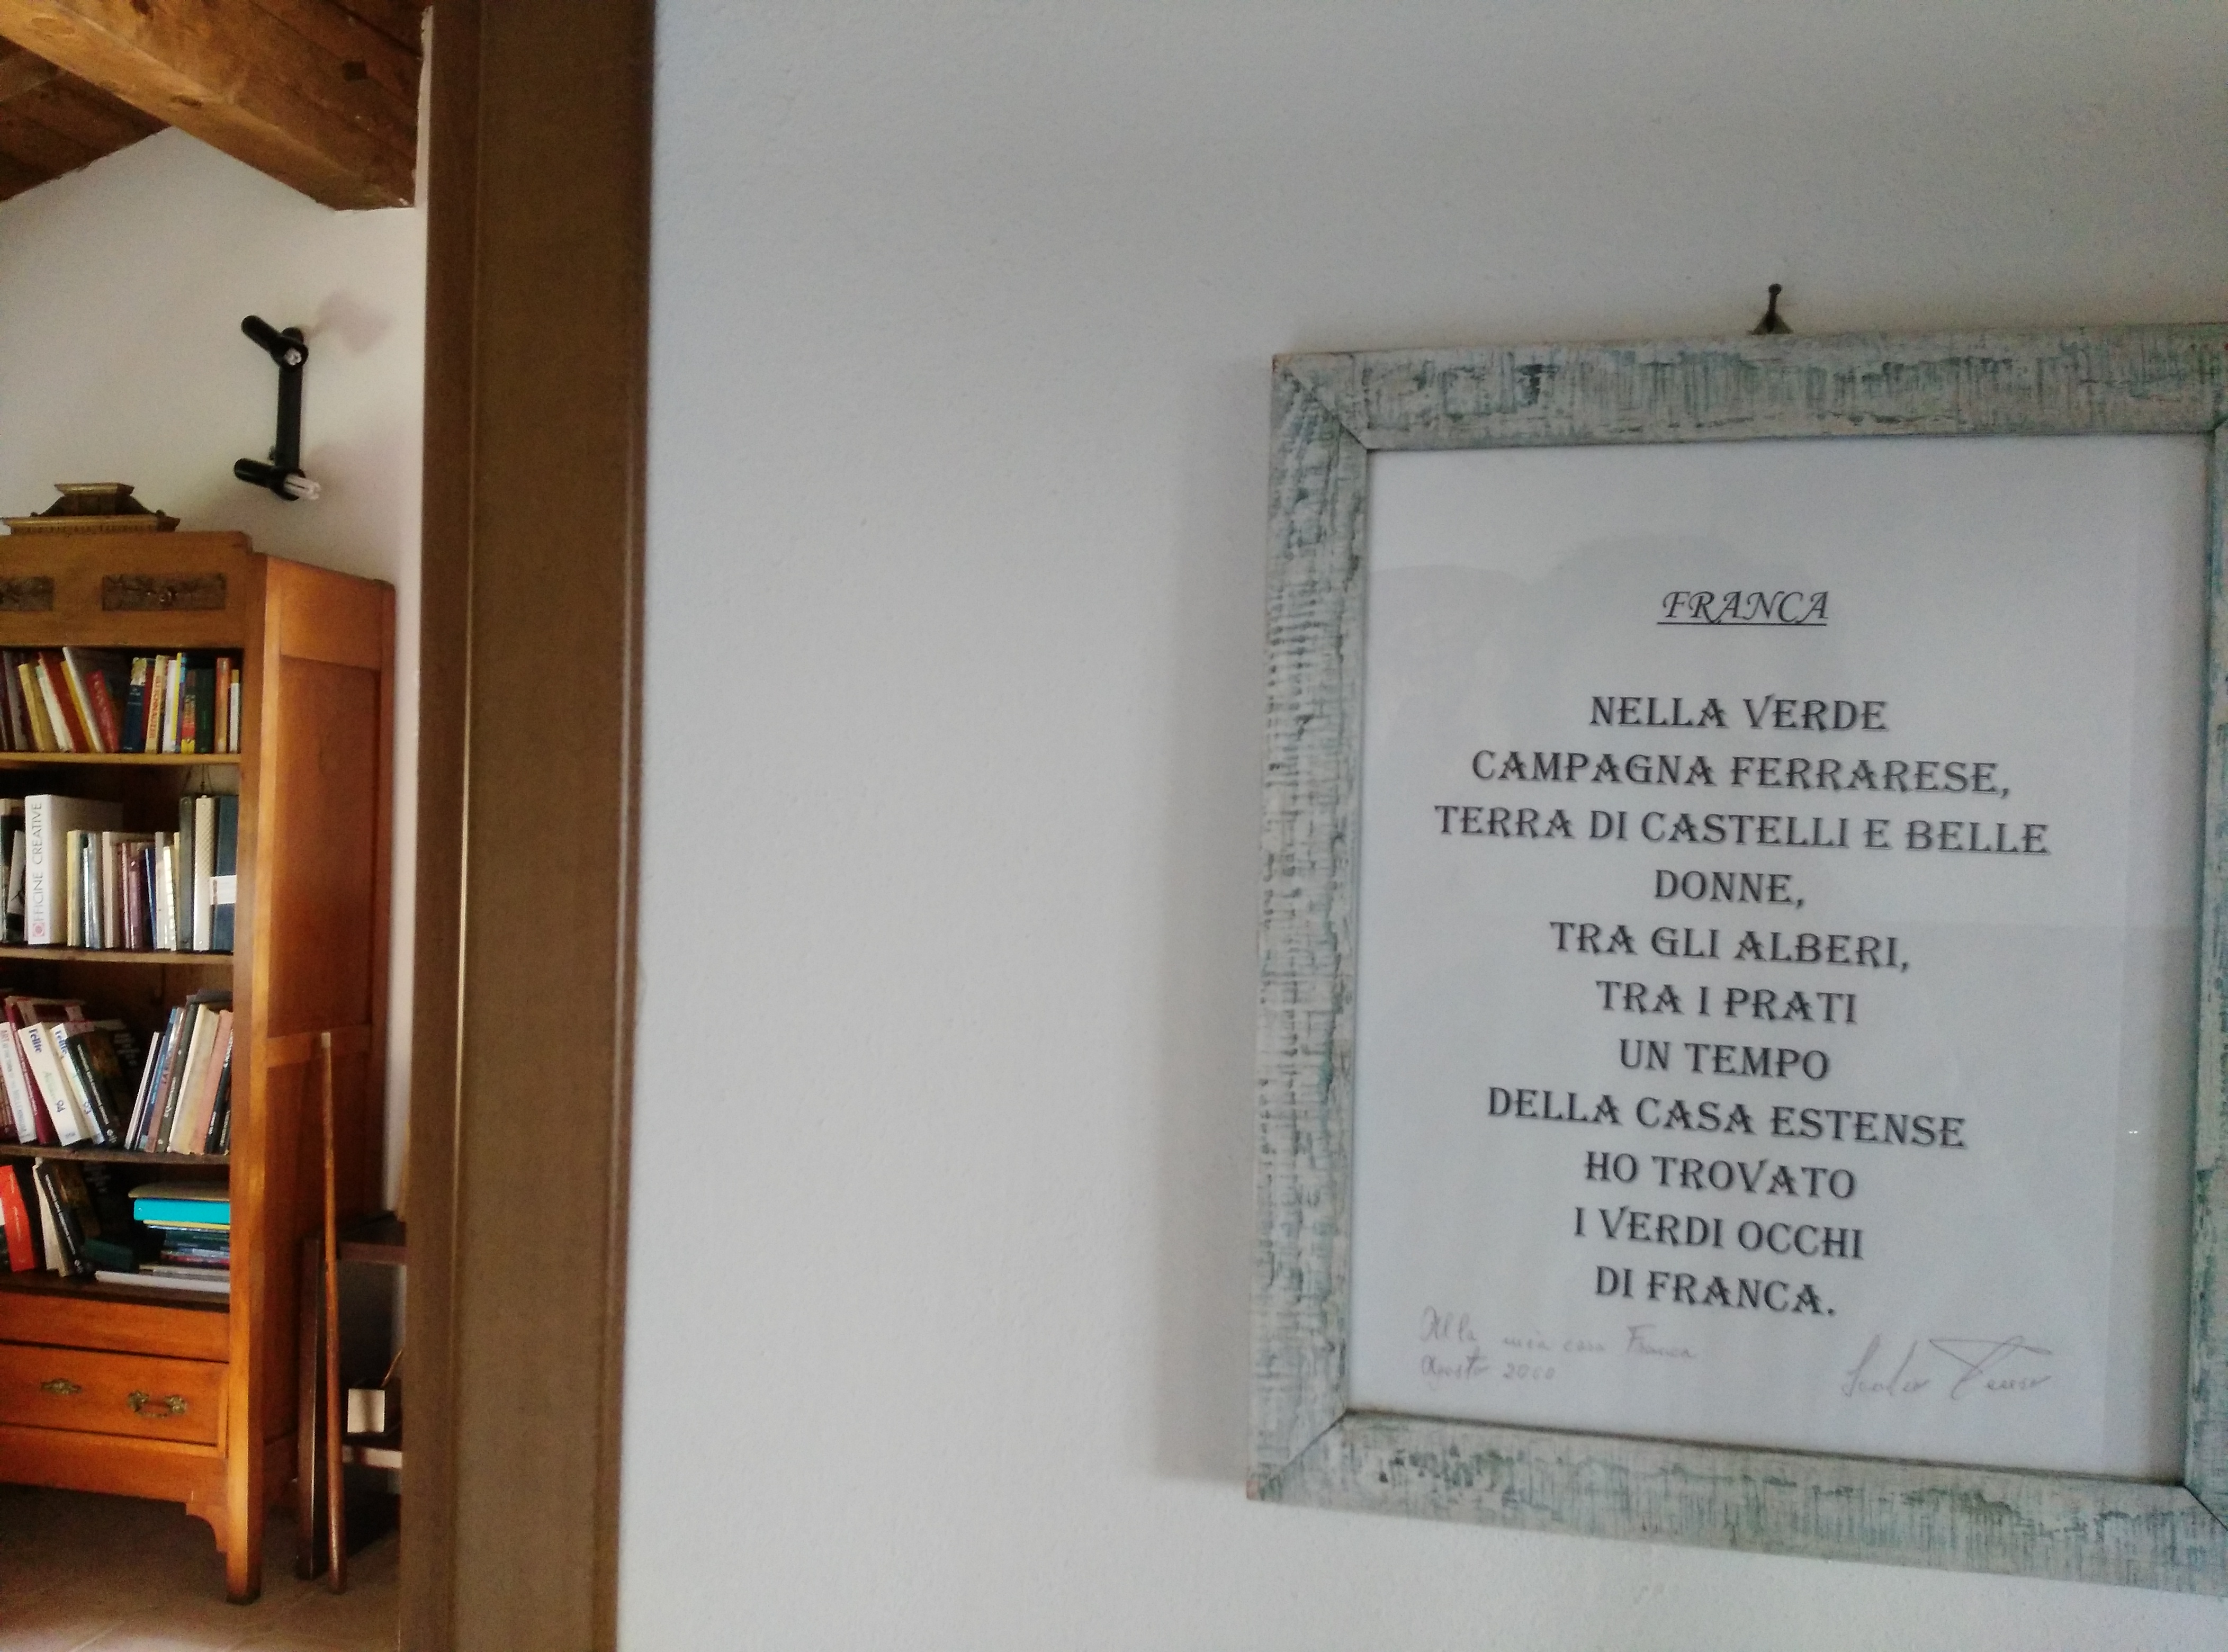 OFFICINE CREATIVE
FRANCA
NELLA VERDE
CAMPAGNA FERRARESE,
TERRA DI CASTELLI E BELLE
DONNE,
TRA GLI ALBERI,
TRA I PRATI
UN TEMPO
DELLA CASA ESTENSE
HO TROVATO
I VERDI OCCHI
DI FRANCA.
Alla mia cara Franca
Agosto 2000